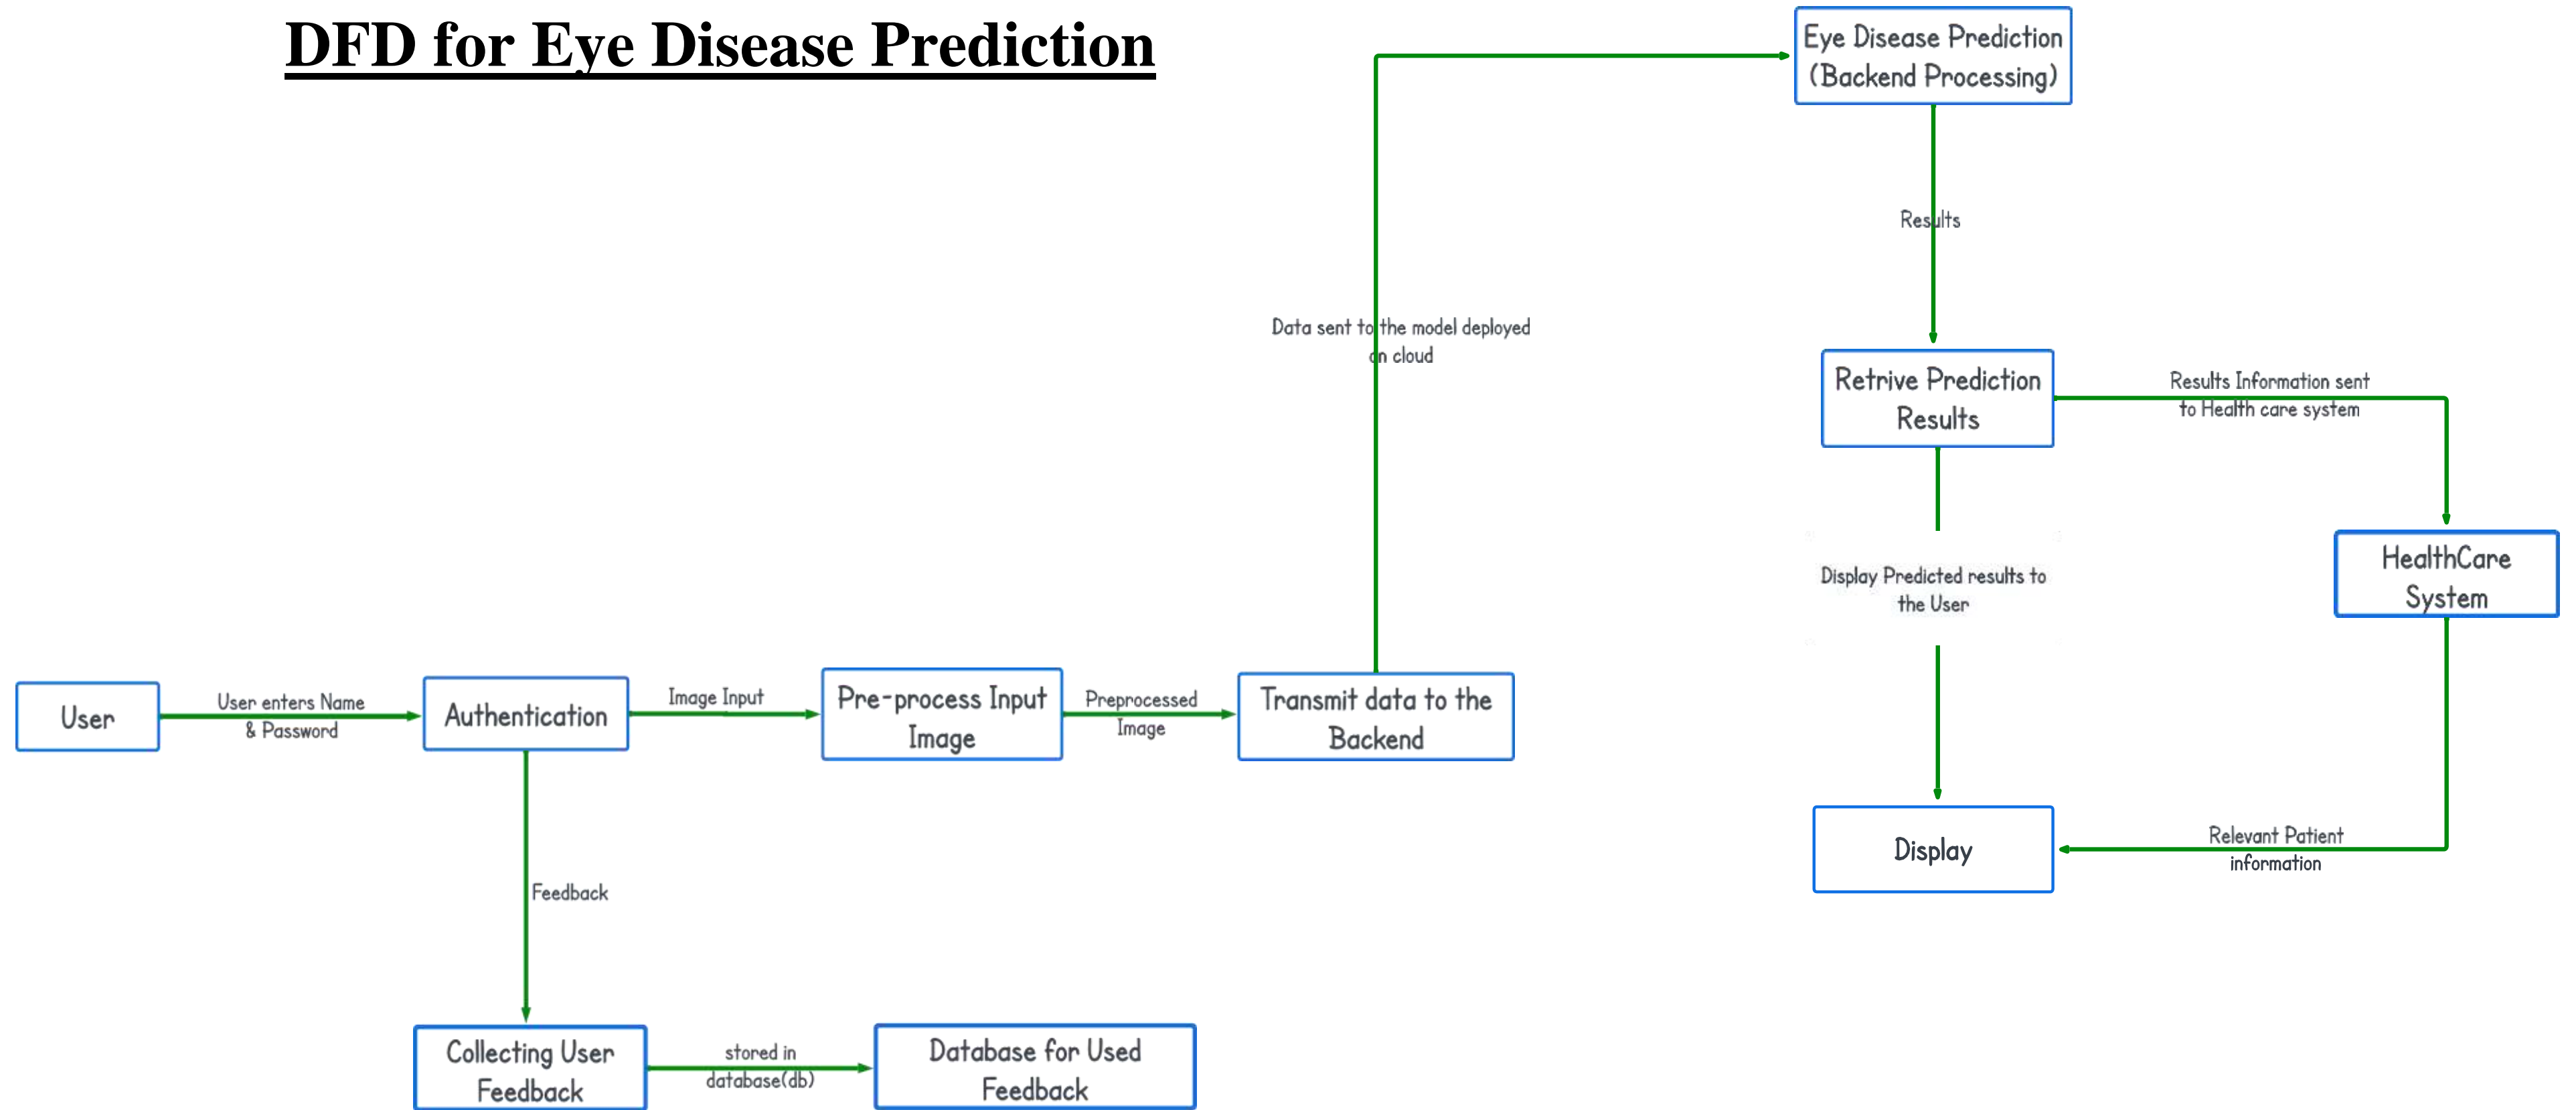 DFD for Eye Disease Prediction
Eye Disease Prediction
(Backend Processing)
Results
Data sent to the model deployed
on cloud
Retrive Prediction
Results
Results Information sent
to Health care system
HealthCare
System
Display Predicted results to
the User
User
User enters Name
& Password
Authentication
Image Input
Pre-process Input
Image
Preprocessed
Image
Transmit data to the
Backend
Display
Relevant Patient
information
Feedback
Collecting User
Feedback
stored in
database(db)
Database for Used
Feedback